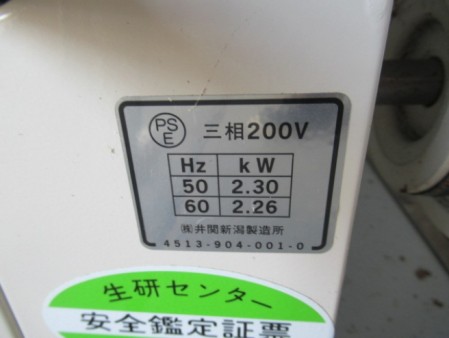 PS
E
三相200V
Hz kW
50 2.30
60 2.26
㈱井関新潟製造所
4513-904-001-0
生研センター
安全鑑定証票